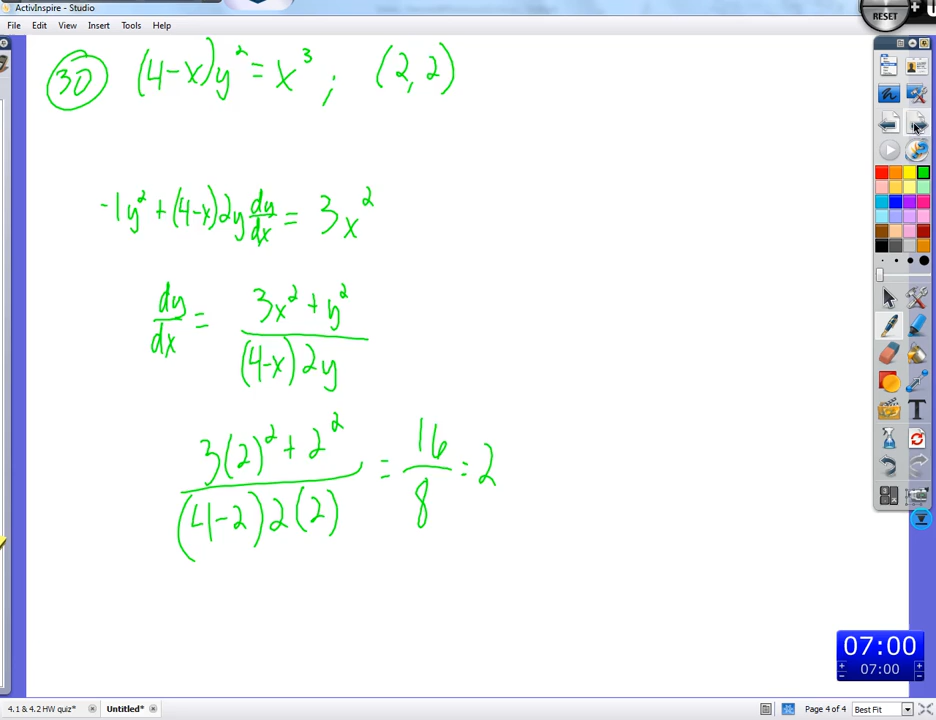 ActivInspire - Studio
RESET
File Edit View Insert Tools Help
30 (4-x)y² = x³ ; (2,2)
-1y² + (4-x)2y dy/dx = 3x²
dy/dx = (3x² + y²)/((4-x)2y)
(3(2)² + 2²)/((4-2)2(2)) = 16/8 = 2
07:00
07:00
4.1 & 4.2 HW quiz* Untitled* Page 4 of 4 Best Fit